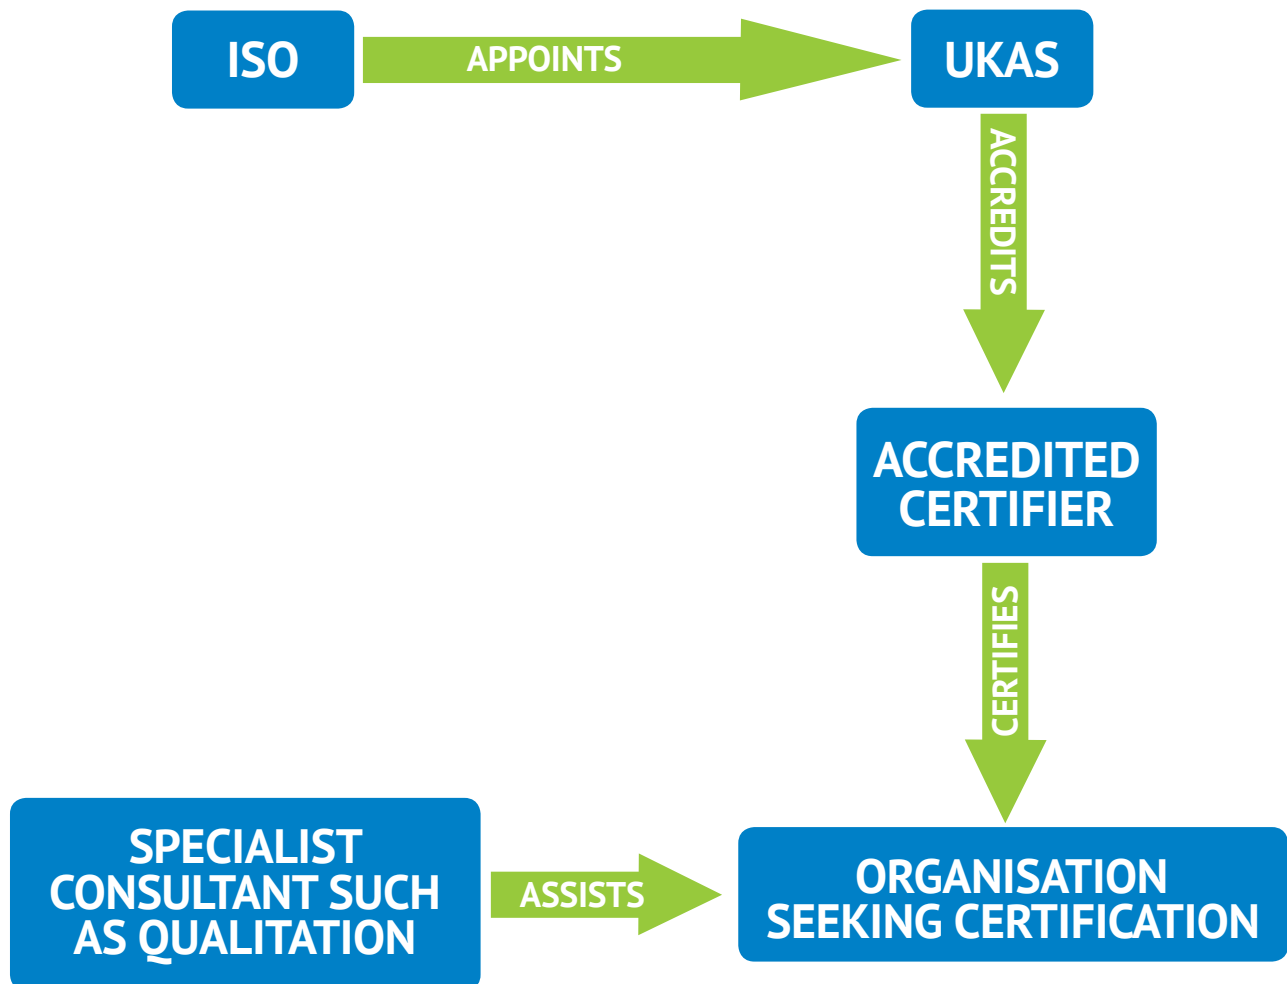 ISO
APPOINTS
UKAS
ACCREDITS
ACCREDITED
CERTIFIER
CERTIFIES
SPECIALIST
CONSULTANT SUCH
AS QUALITATION
ASSISTS
ORGANISATION
SEEKING CERTIFICATION